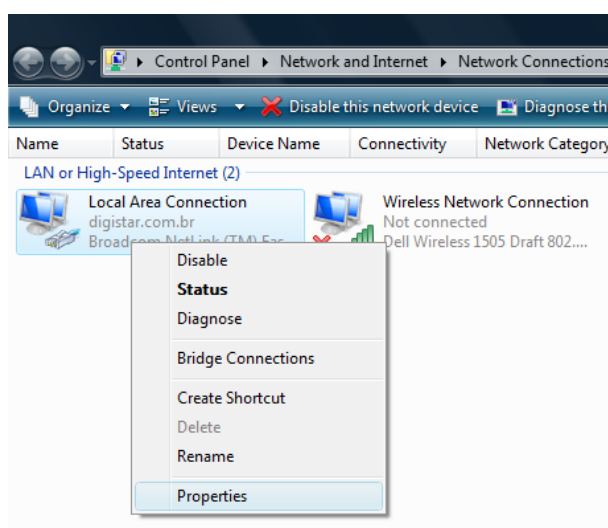 Control Panel ▸ Network and Internet ▸ Network Connections
Organize Views Disable this network device Diagnose th
Name Status Device Name Connectivity Network Category
LAN or High-Speed Internet (2)
Local Area Connection
digistar.com.br
Broadcom NetLink (TM) Fas...
Wireless Network Connection
Not connected
Dell Wireless 1505 Draft 802....
Disable
Status
Diagnose
Bridge Connections
Create Shortcut
Delete
Rename
Properties